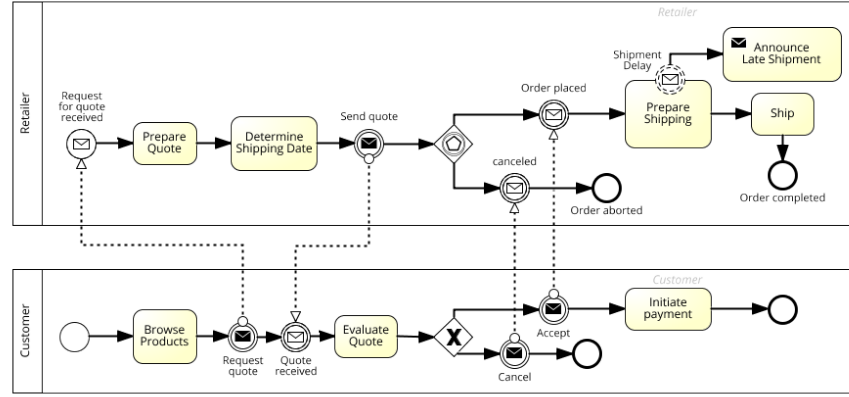 Retailer
Retailer
Request
for quote
received
Prepare
Quote
Determine
Shipping Date
Send quote
Order placed
canceled
Order aborted
Shipment
Delay
Prepare
Shipping
Announce
Late Shipment
Ship
Order completed
Customer
Customer
Browse
Products
Request
quote
Quote
received
Evaluate
Quote
Accept
Cancel
Initiate
payment